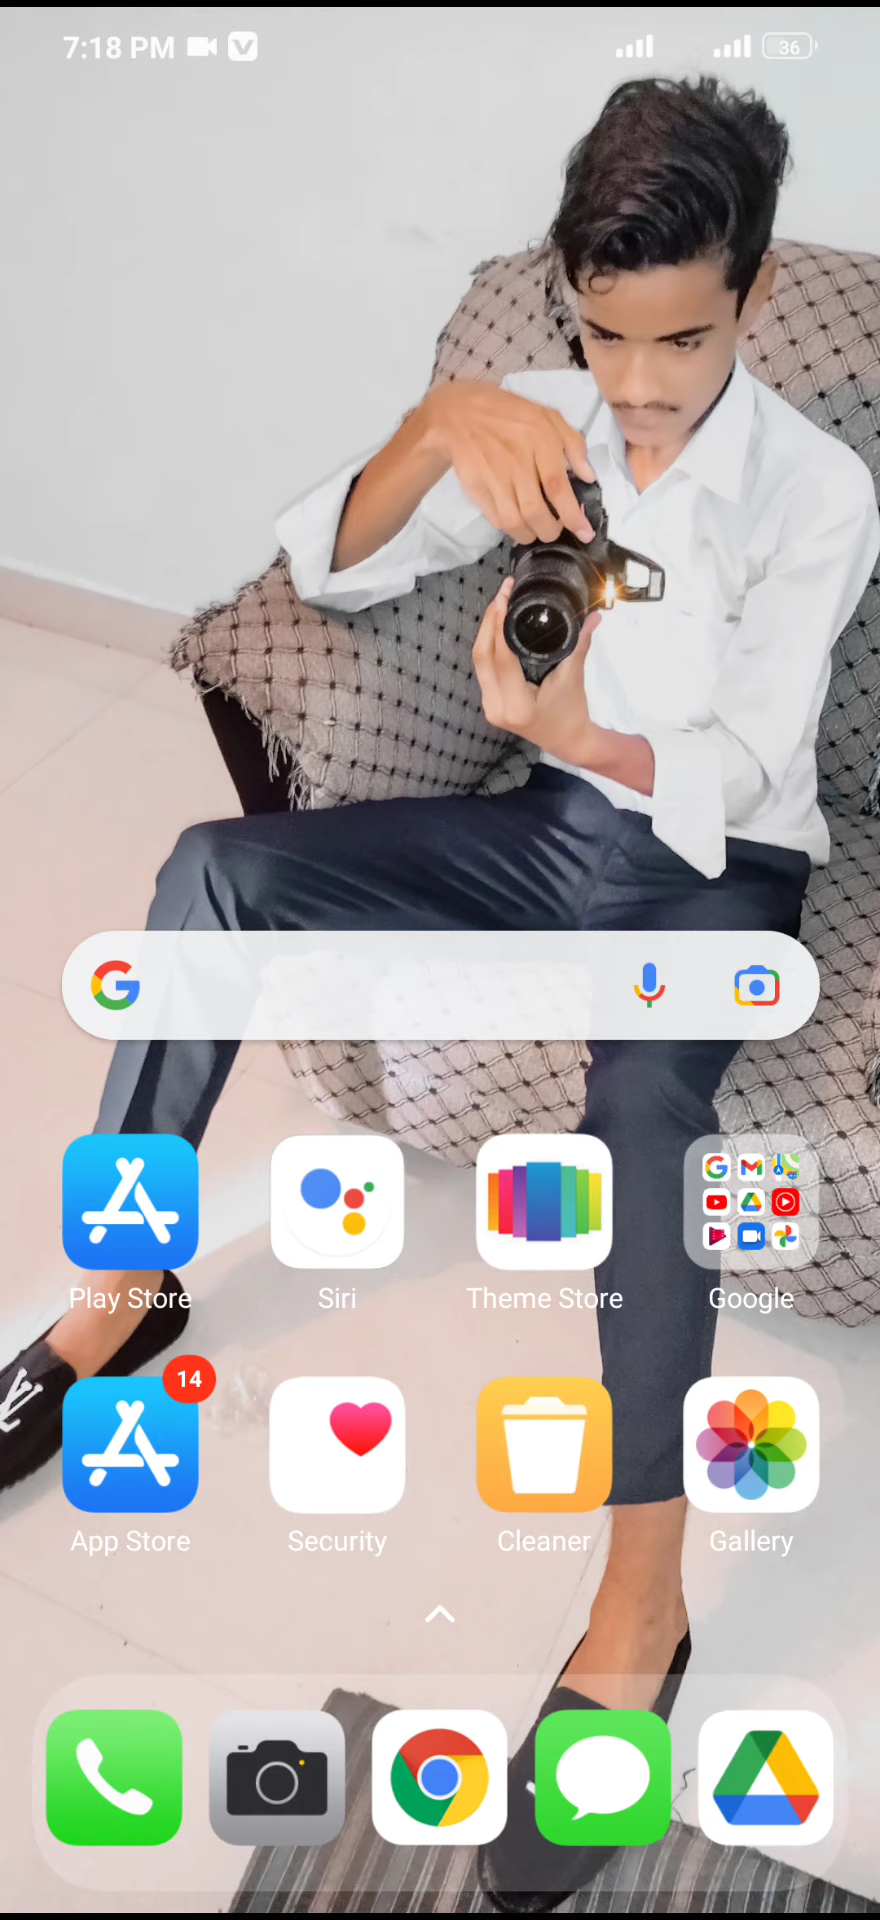 7:18 PM
36
Play Store
Siri
Theme Store
Google
14
App Store
Security
Cleaner
Gallery